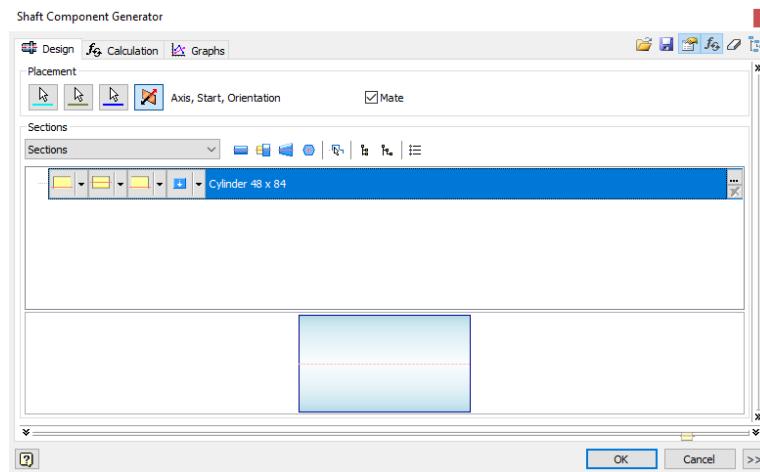 Shaft Component Generator
Design
Calculation
Graphs
Placement
Axis, Start, Orientation
Mate
Sections
Sections
Cylinder 48 x 84
...
OK
Cancel
>>